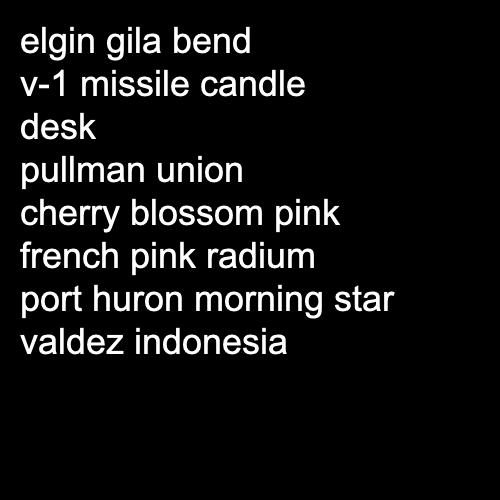 elgin gila bend
v-1 missile candle
desk
pullman union
cherry blossom pink
french pink radium
port huron morning star
valdez indonesia